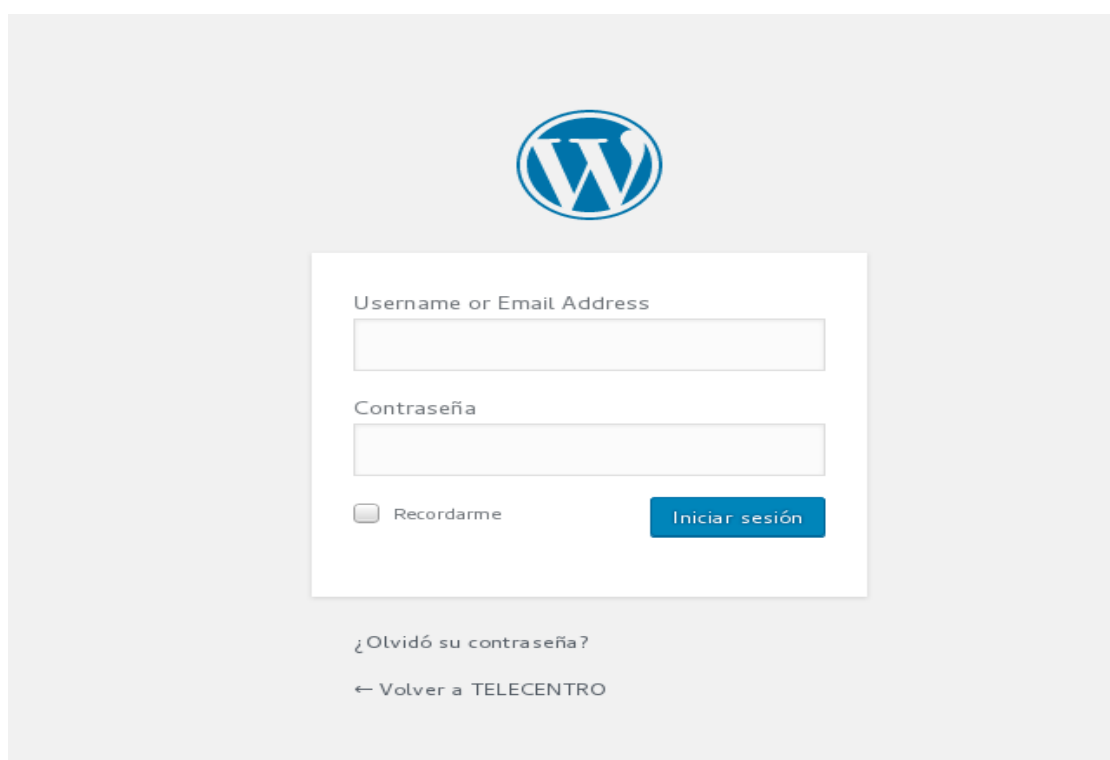 Username or Email Address
Contraseña
Recordarme
Iniciar sesión
¿Olvidó su contraseña?
← Volver a TELECENTRO